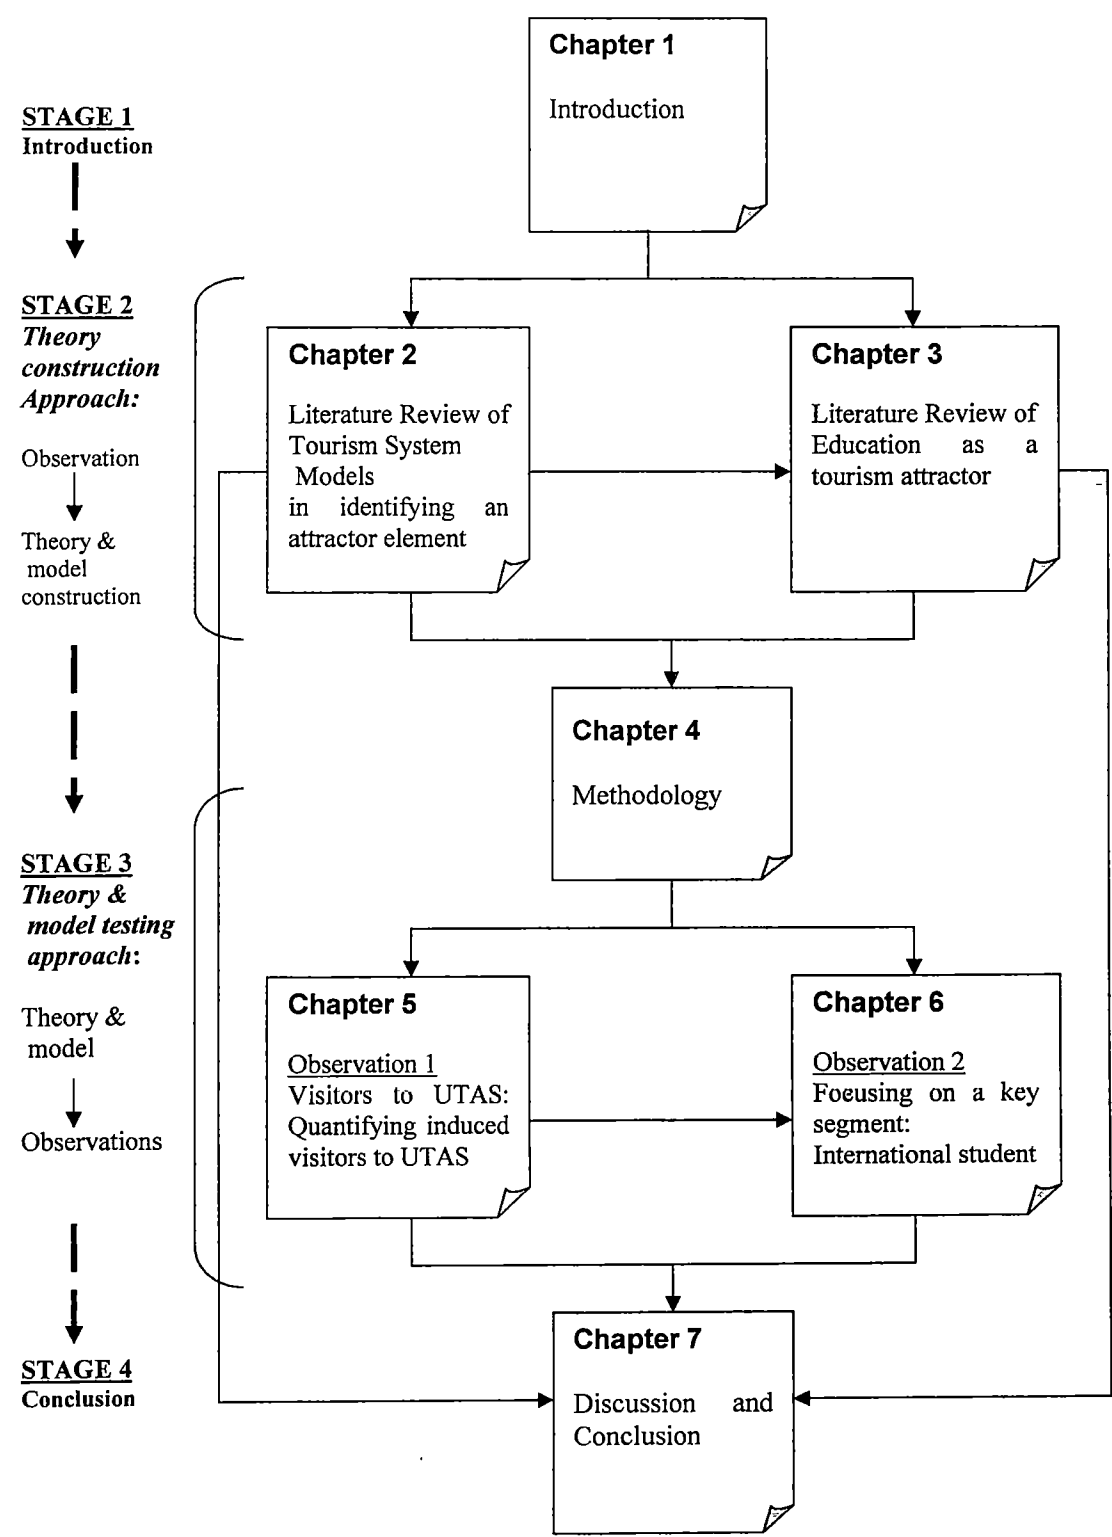 Chapter 1
Introduction
STAGE 1
Introduction
STAGE 2
Theory
construction
Approach:
Observation
Theory &
model
construction
Chapter 2
Literature Review of
Tourism System
Models
in identifying an
attractor element
Chapter 3
Literature Review of
Education as a
tourism attractor
Chapter 4
Methodology
STAGE 3
Theory &
model testing
approach:
Theory &
model
Observations
Chapter 5
Observation 1
Visitors to UTAS:
Quantifying induced
visitors to UTAS
Chapter 6
Observation 2
Focusing on a key
segment:
International student
STAGE 4
Conclusion
Chapter 7
Discussion and
Conclusion